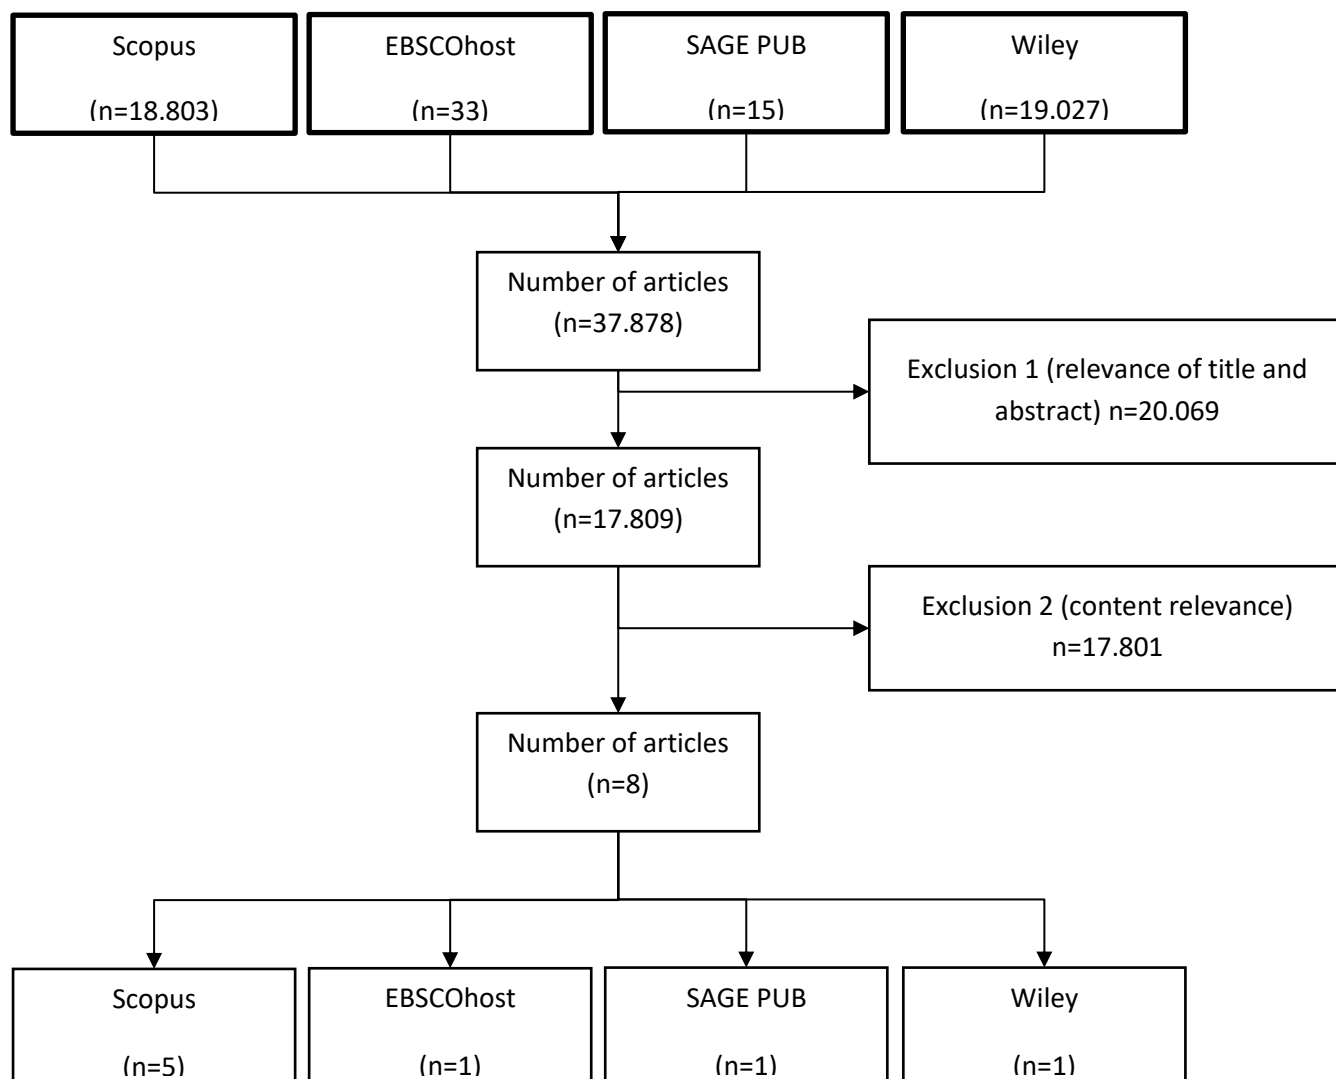 Scopus
(n=18.803)
EBSCOhost
(n=33)
SAGE PUB
(n=15)
Wiley
(n=19.027)
Number of articles
(n=37.878)
Exclusion 1 (relevance of title and
abstract) n=20.069
Number of articles
(n=17.809)
Exclusion 2 (content relevance)
n=17.801
Number of articles
(n=8)
Scopus
(n=5)
EBSCOhost
(n=1)
SAGE PUB
(n=1)
Wiley
(n=1)